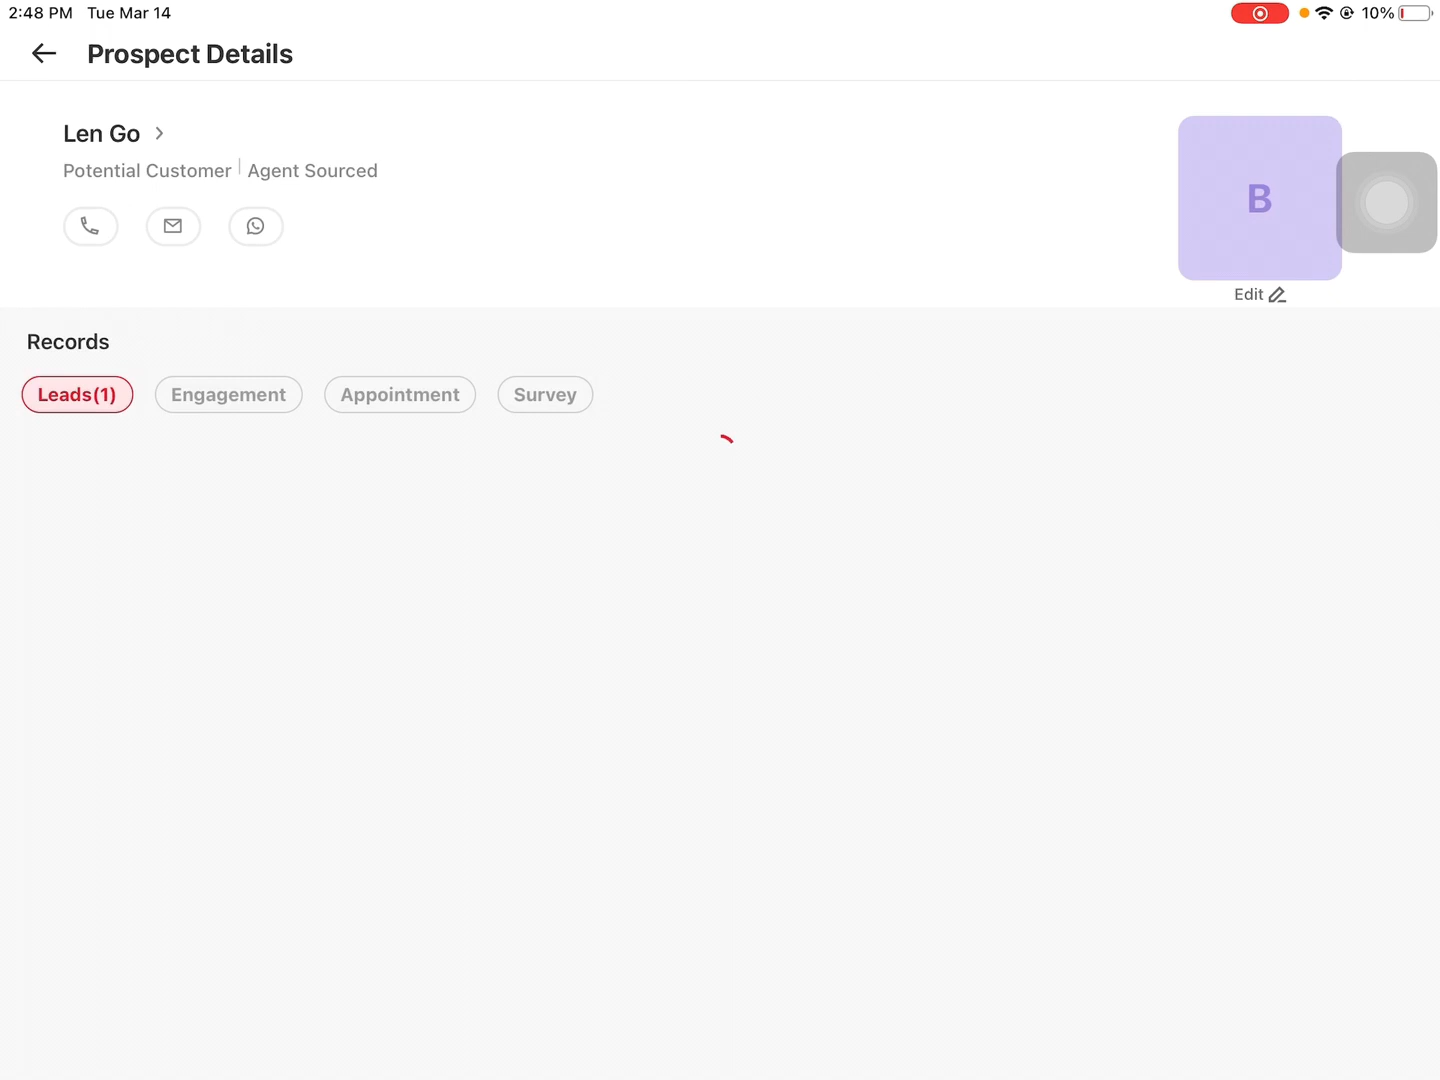 2:48 PM Tue Mar 14
10%
Prospect Details
Len Go
Potential Customer | Agent Sourced
B
Edit
Records
Leads(1) Engagement Appointment Survey